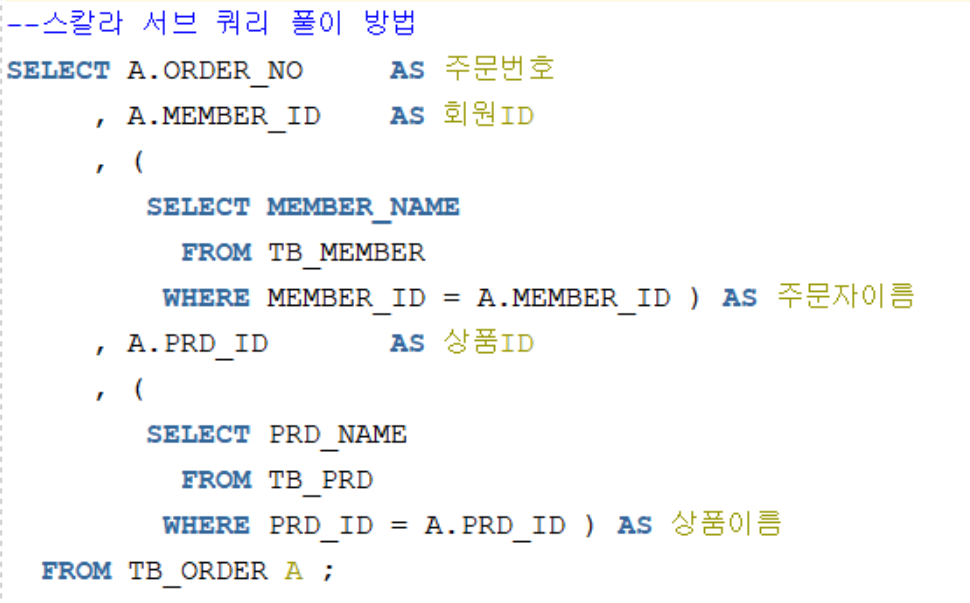 --스칼라 서브 쿼리 풀이 방법
SELECT A.ORDER_NO AS 주문번호
, A.MEMBER_ID AS 회원ID
, (
SELECT MEMBER_NAME
FROM TB_MEMBER
WHERE MEMBER_ID = A.MEMBER_ID ) AS 주문자이름
, A.PRD_ID AS 상품ID
, (
SELECT PRD_NAME
FROM TB_PRD
WHERE PRD_ID = A.PRD_ID ) AS 상품이름
FROM TB_ORDER A ;